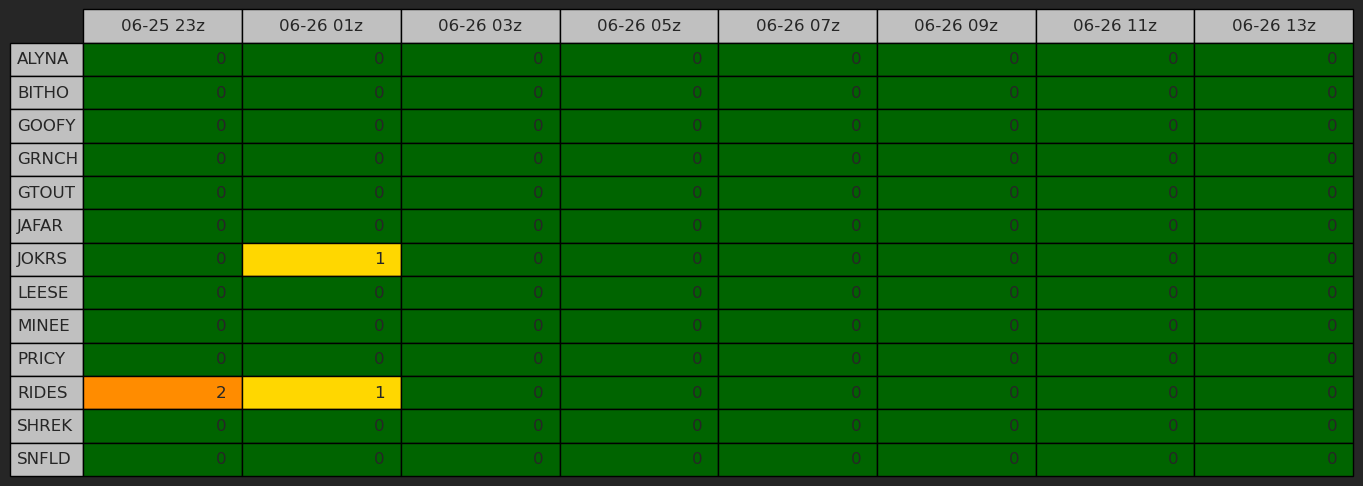 06-25 23z 06-26 01z 06-26 03z 06-26 05z 06-26 07z 06-26 09z 06-26 11z 06-26 13z
ALYNA 0 0 0 0 0 0 0 0
BITHO 0 0 0 0 0 0 0 0
GOOFY 0 0 0 0 0 0 0 0
GRNCH 0 0 0 0 0 0 0 0
GTOUT 0 0 0 0 0 0 0 0
JAFAR 0 0 0 0 0 0 0 0
JOKRS 0 1 0 0 0 0 0 0
LEESE 0 0 0 0 0 0 0 0
MINEE 0 0 0 0 0 0 0 0
PRICY 0 0 0 0 0 0 0 0
RIDES 2 1 0 0 0 0 0 0
SHREK 0 0 0 0 0 0 0 0
SNFLD 0 0 0 0 0 0 0 0